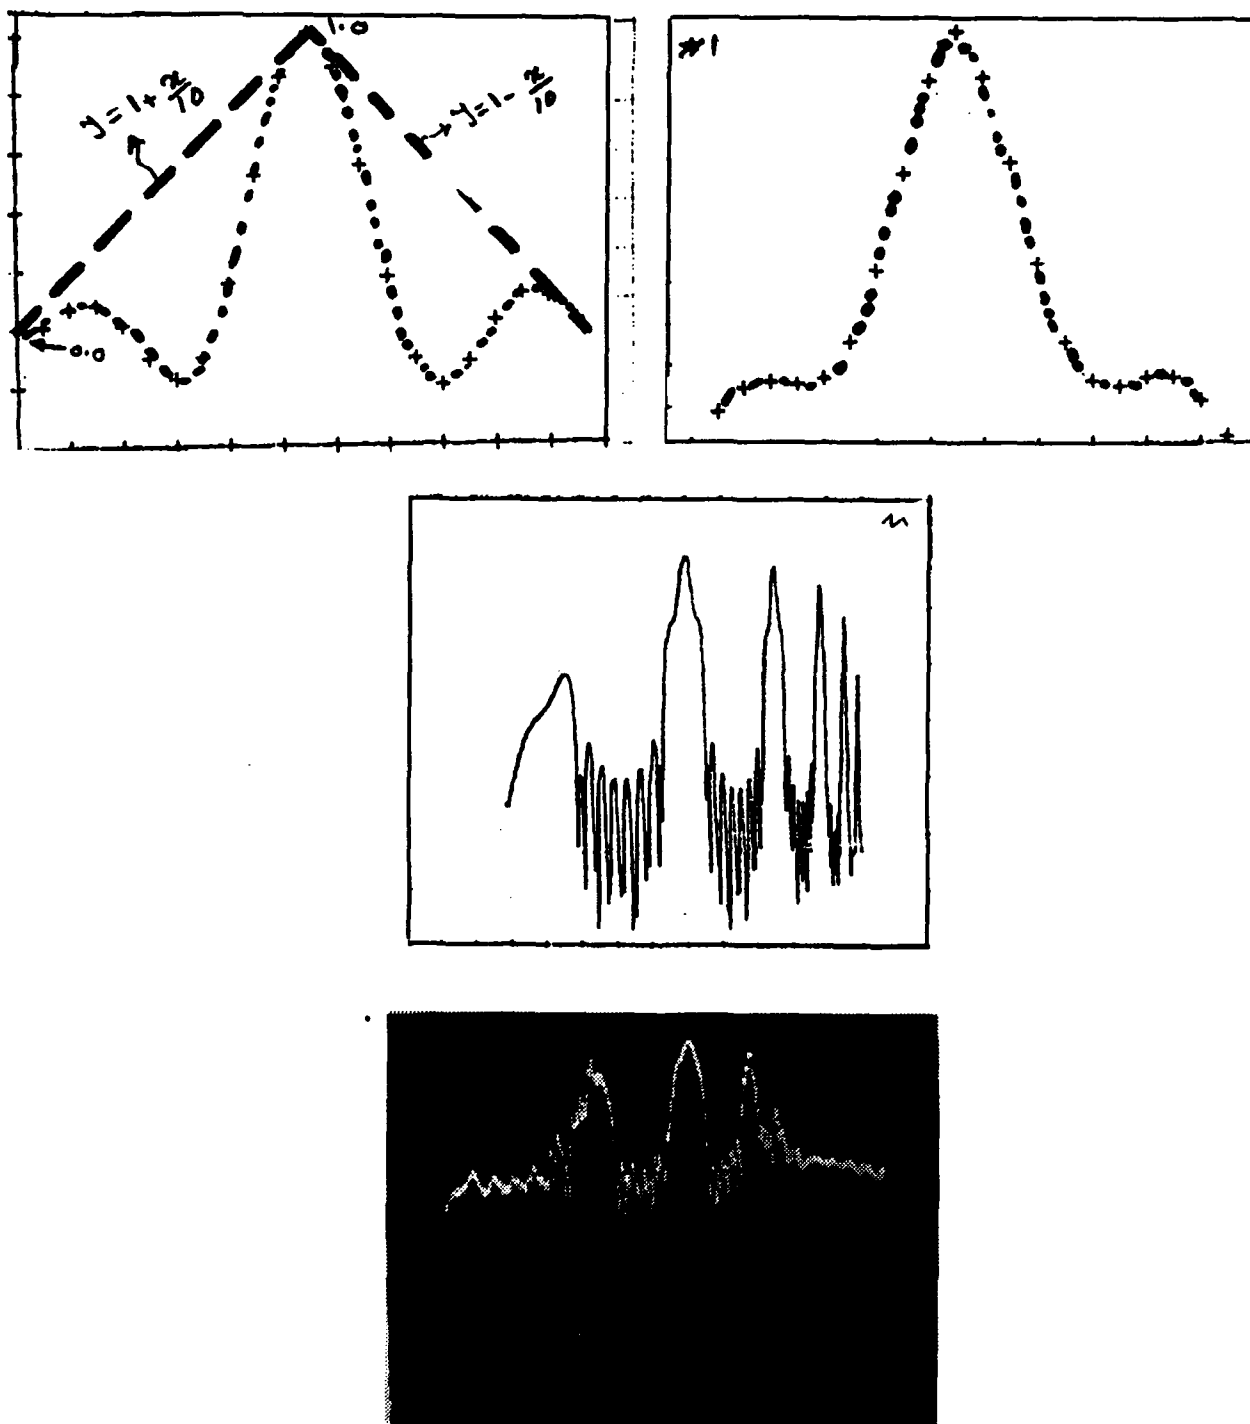 1.0
y = 1 + x/10
y = 1 - x/10
0.0
#1